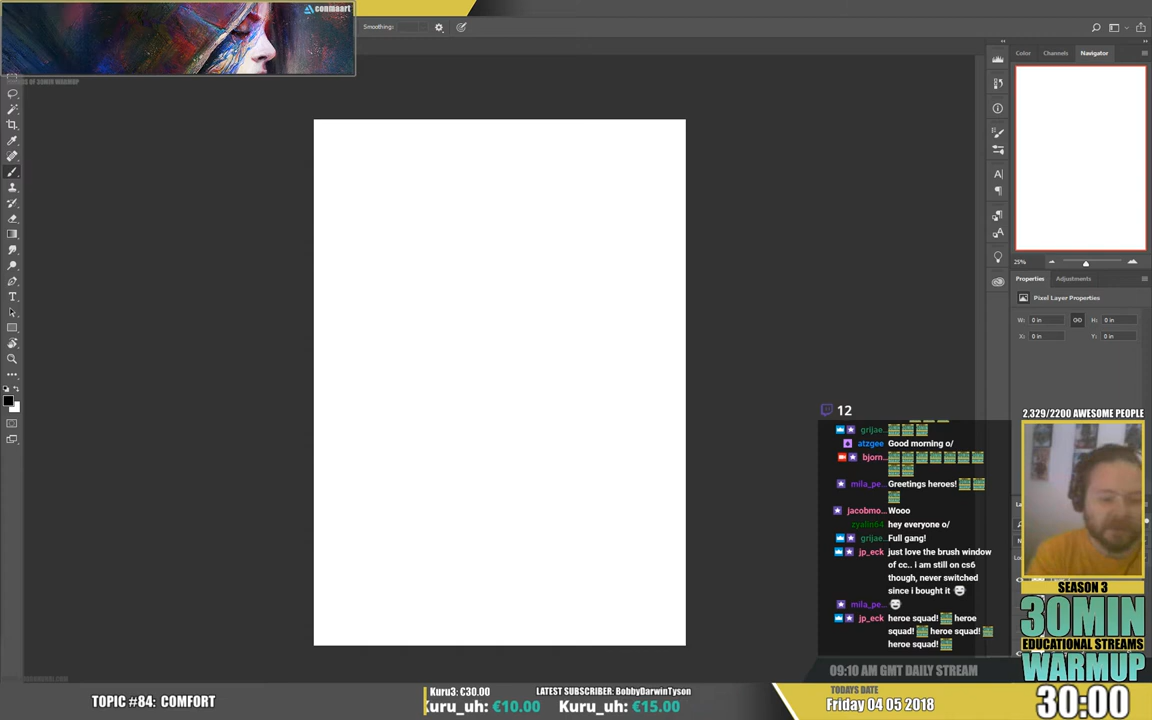 conmaart
Smoothing:
Color
Channels
Navigator
25%
Properties
Adjustments
Pixel Layer Properties
W: 0 in
H: 0 in
X: 0 in
Y: 0 in
12
2,329/2200 AWESOME PEOPLE
grijae..
atzgee Good morning o/
bjorn..
mila_pe.. Greetings heroes!
jacobmo.. Wooo
zyalin64 hey everyone o/
grijae.. Full gang!
jp_eck just love the brush window
of cc.. i am still on cs6
though, never switched
since i bought it
mila_pe..
jp_eck heroe squad! heroe
squad! heroe squad!
heroe squad!
SEASON 3
30MIN
EDUCATIONAL STREAMS
WARMUP
09:10 AM GMT DAILY STREAM
TOPIC #84: COMFORT
Kuru3: €30.00
LATEST SUBSCRIBER: BobbyDarwinTyson
Kuru_uh: €10.00
Kuru_uh: €15.00
TODAYS DATE
Friday 04 05 2018
30:00